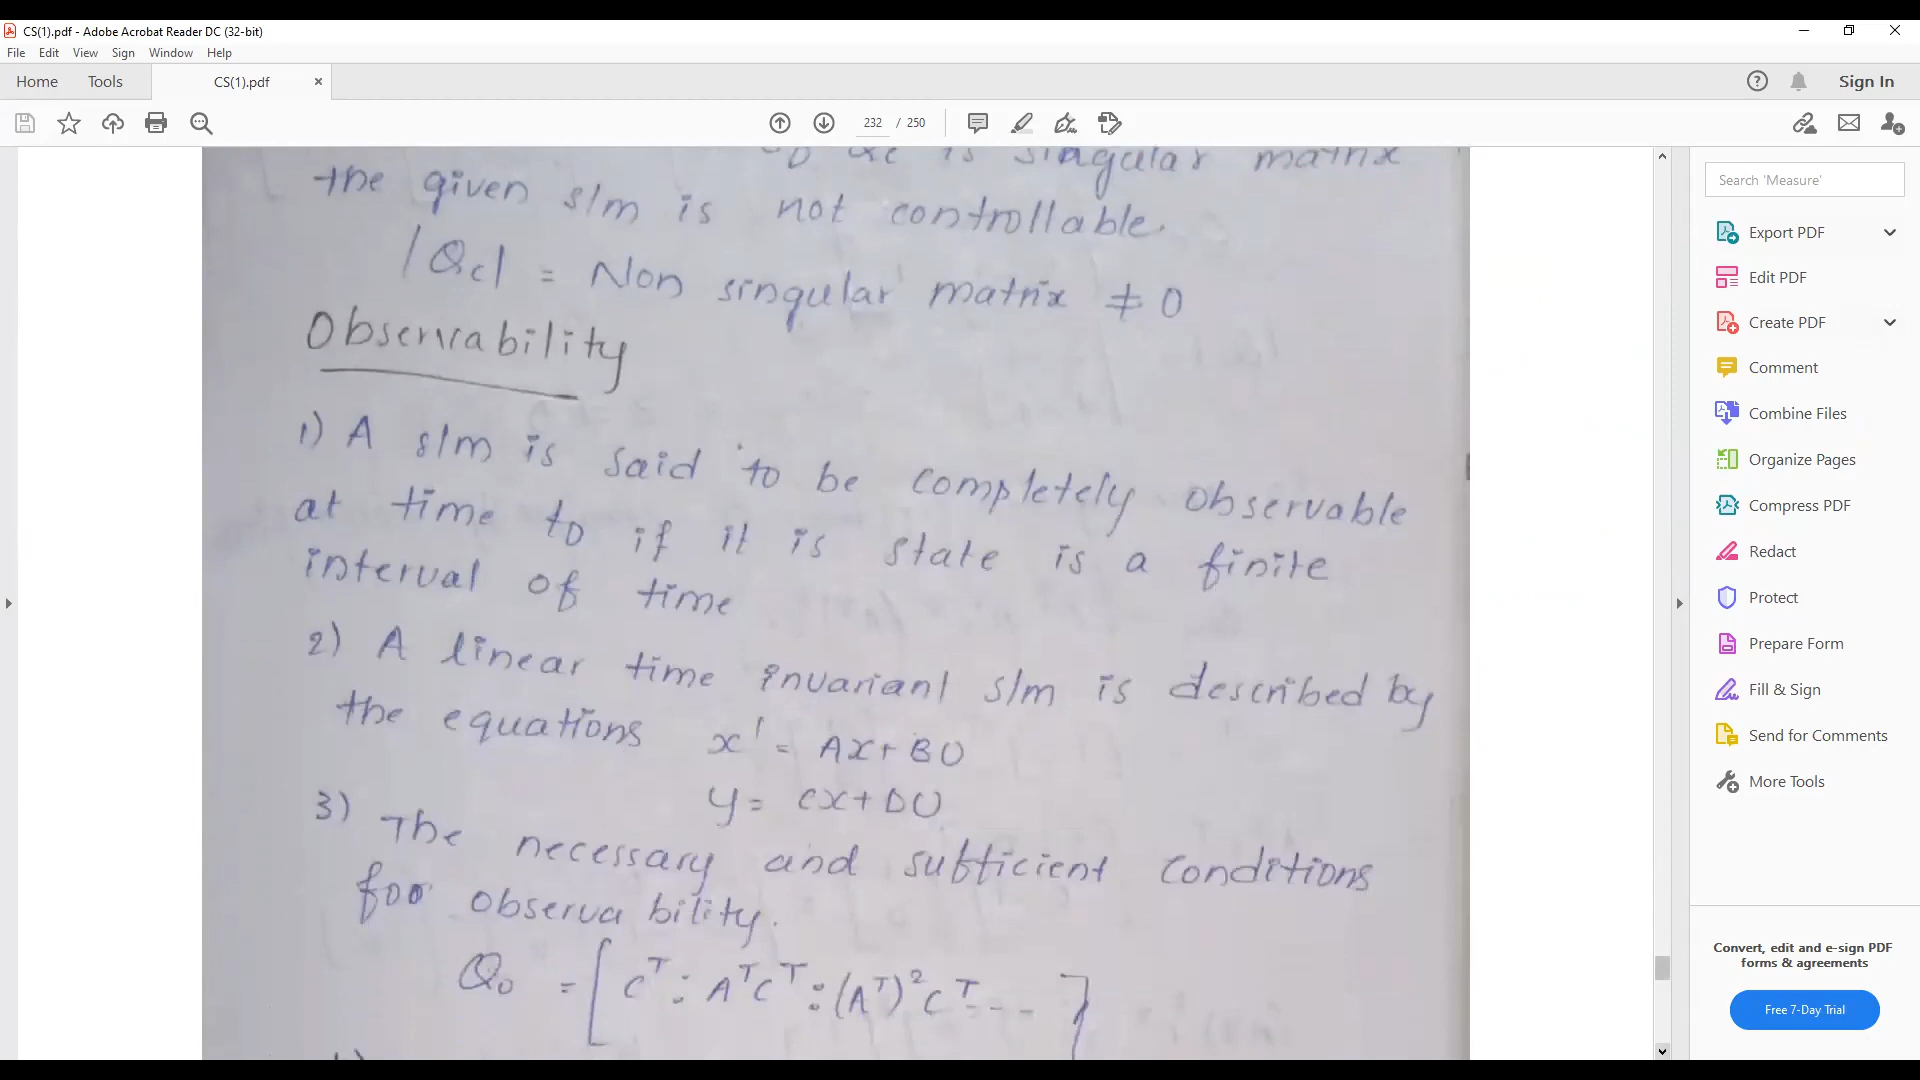 CS(1).pdf - Adobe Acrobat Reader DC (32-bit)
File Edit View Sign Window Help
Home Tools CS(1).pdf × Sign In
232 / 250
is singular matrix
the given s/m is not controllable.
|Qc| = Non singular matrix ≠ 0
Observability
1) A s/m is said to be completely observable
at time to if it is state is a finite
interval of time
2) A linear time invariant s/m is described by
the equations x' = Ax+BU
y = cx+DU
3) The necessary and sufficient conditions
for observability.
Qo = [C^T : A^T C^T : (A^T)^2 C^T - - - ]
Search 'Measure'
Export PDF
Edit PDF
Create PDF
Comment
Combine Files
Organize Pages
Compress PDF
Redact
Protect
Prepare Form
Fill & Sign
Send for Comments
More Tools
Convert, edit and e-sign PDF
forms & agreements
Free 7-Day Trial